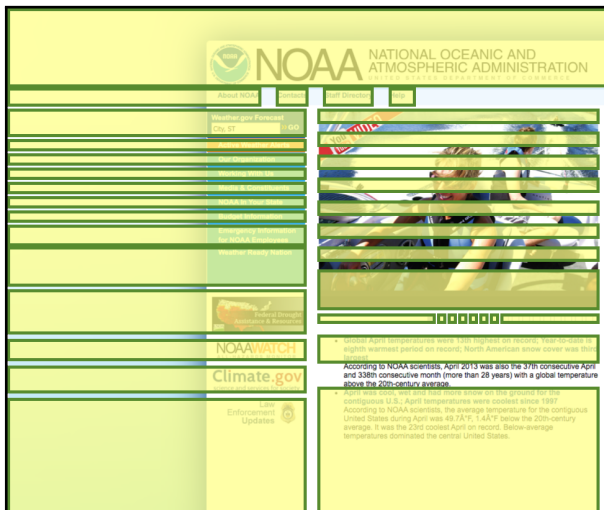 NOAA NATIONAL OCEANIC AND
ATMOSPHERIC ADMINISTRATION
UNITED STATES DEPARTMENT OF COMMERCE
About NOAA Contacts Staff Directory Help
Weather.gov Forecast
City, ST GO
Active Weather Alerts
Our Organization
Working With Us
Media & Constituents
NOAA In Your State
Budget Information
Emergency Information
for NOAA Employees
Weather Ready Nation
You
Federal Drought
Assistance & Resources
NOAAWATCH
Climate.gov
science and services for society
Law
Enforcement
Updates
• Global April temperatures were 13th highest on record; Year-to-date is
eighth warmest period on record; North American snow cover was third
largest
According to NOAA scientists, April 2013 was also the 37th consecutive April
and 338th consecutive month (more than 28 years) with a global temperature
above the 20th-century average.
• April was cool, wet and had more snow on the ground for the
contiguous U.S.; April temperatures were coolest since 1997
According to NOAA scientists, the average temperature for the contiguous
United States during April was 49.7Â°F, 1.4Â°F below the 20th-century
average. It was the 23rd coolest April on record. Below-average
temperatures dominated the central United States.